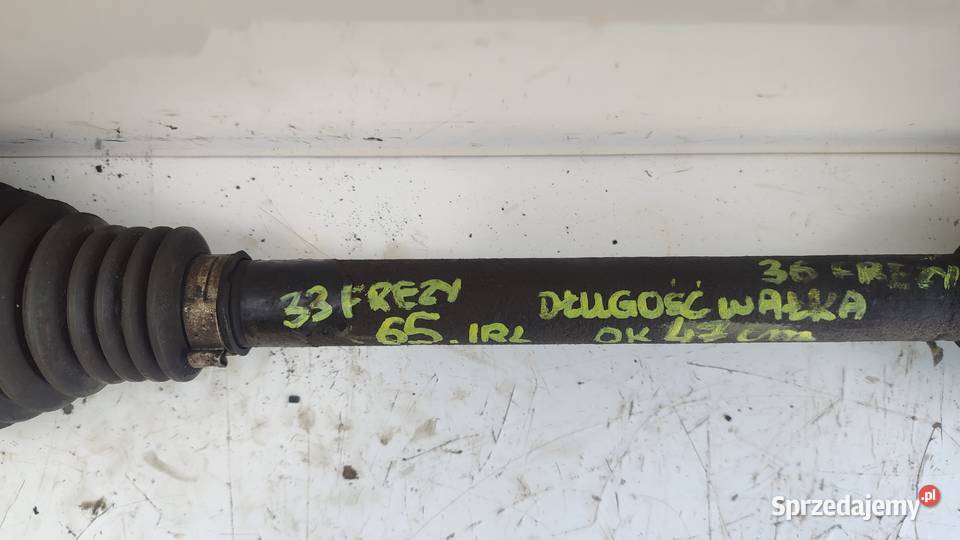 33 FREZY
65. IRL
DŁUGOŚĆ WAŁKA
OK 47 cm
36 FREZY
Sprzedajemy.pl